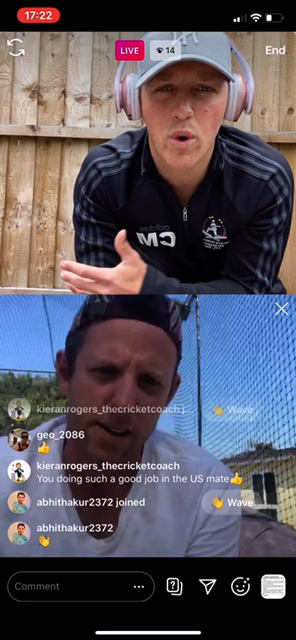 17:22
LIVE 14 End
CM
kieranrogers_thecricketcoach j... 👋 Wave
geo_2086
👍
kieranrogers_thecricketcoach
You doing such a good job in the US mate👍
abhithakur2372 joined 👋 Wave
abhithakur2372
👋
Comment